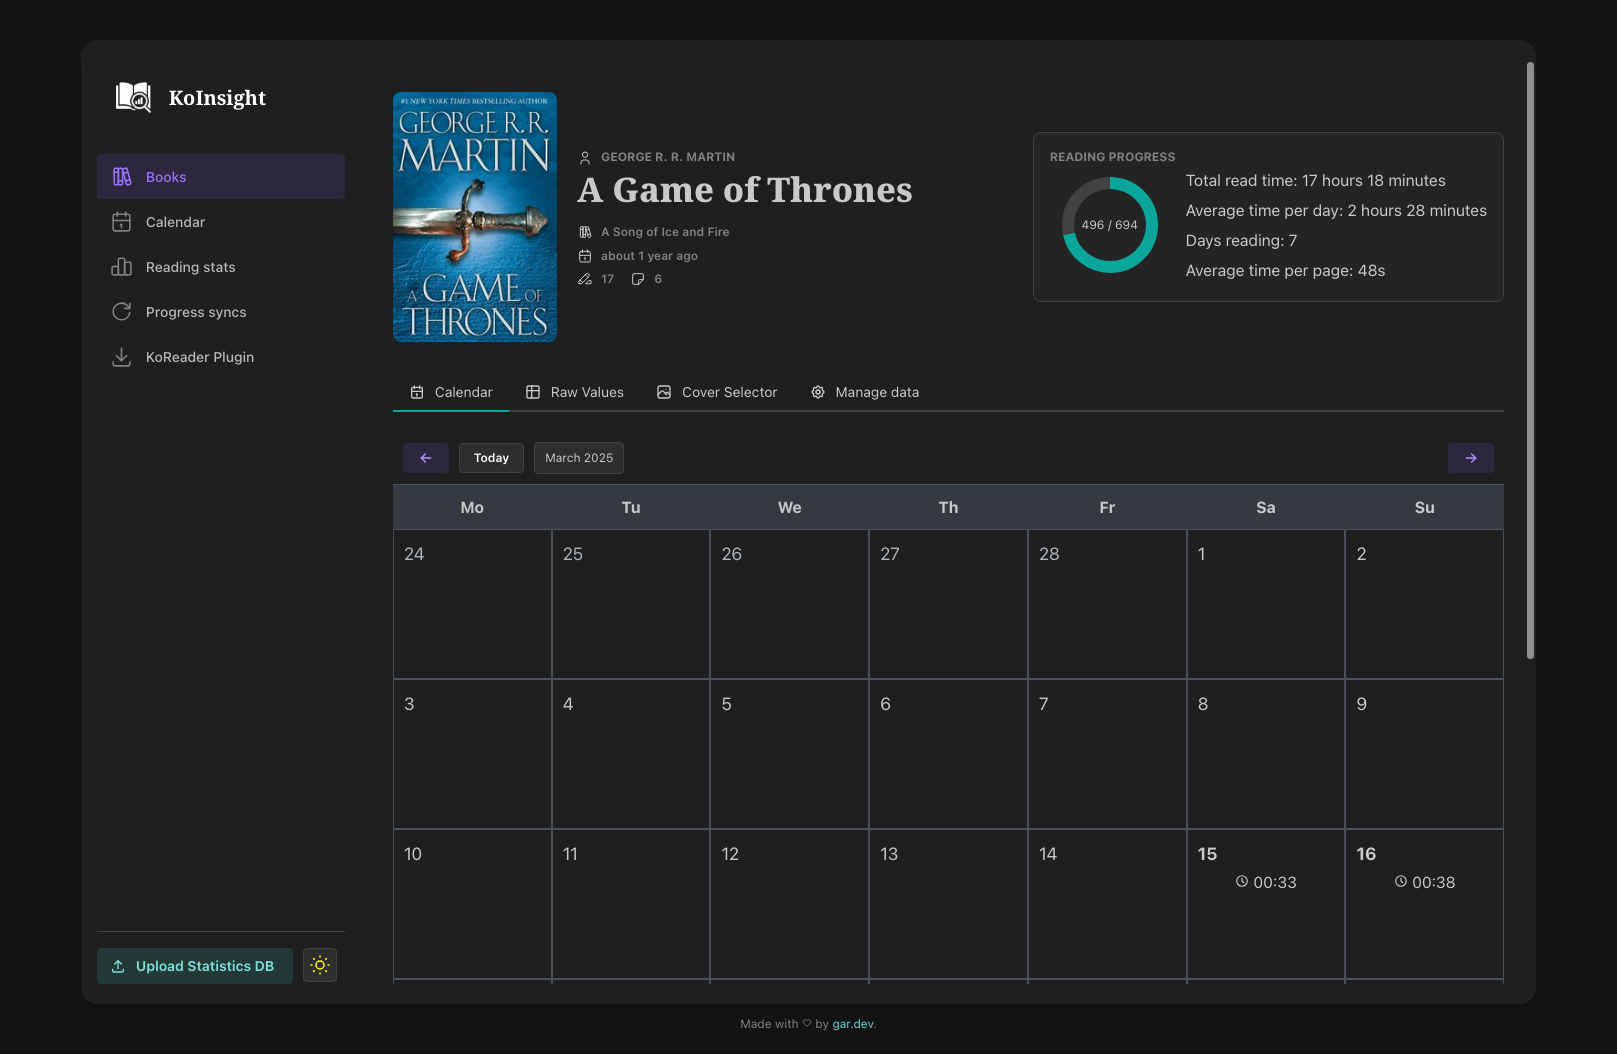 KoInsight
Books
Calendar
Reading stats
Progress syncs
KoReader Plugin
Upload Statistics DB
#1 NEW YORK TIMES BESTSELLING AUTHOR
GEORGE R. R.
MARTIN
A GAME OF
THRONES
GEORGE R. R. MARTIN
A Game of Thrones
A Song of Ice and Fire
about 1 year ago
17 6
READING PROGRESS
496 / 694
Total read time: 17 hours 18 minutes
Average time per day: 2 hours 28 minutes
Days reading: 7
Average time per page: 48s
Calendar Raw Values Cover Selector Manage data
Today March 2025
Mo Tu We Th Fr Sa Su
24 25 26 27 28 1 2
3 4 5 6 7 8 9
10 11 12 13 14 15 16
00:33 00:38
Made with ♡ by gar.dev.